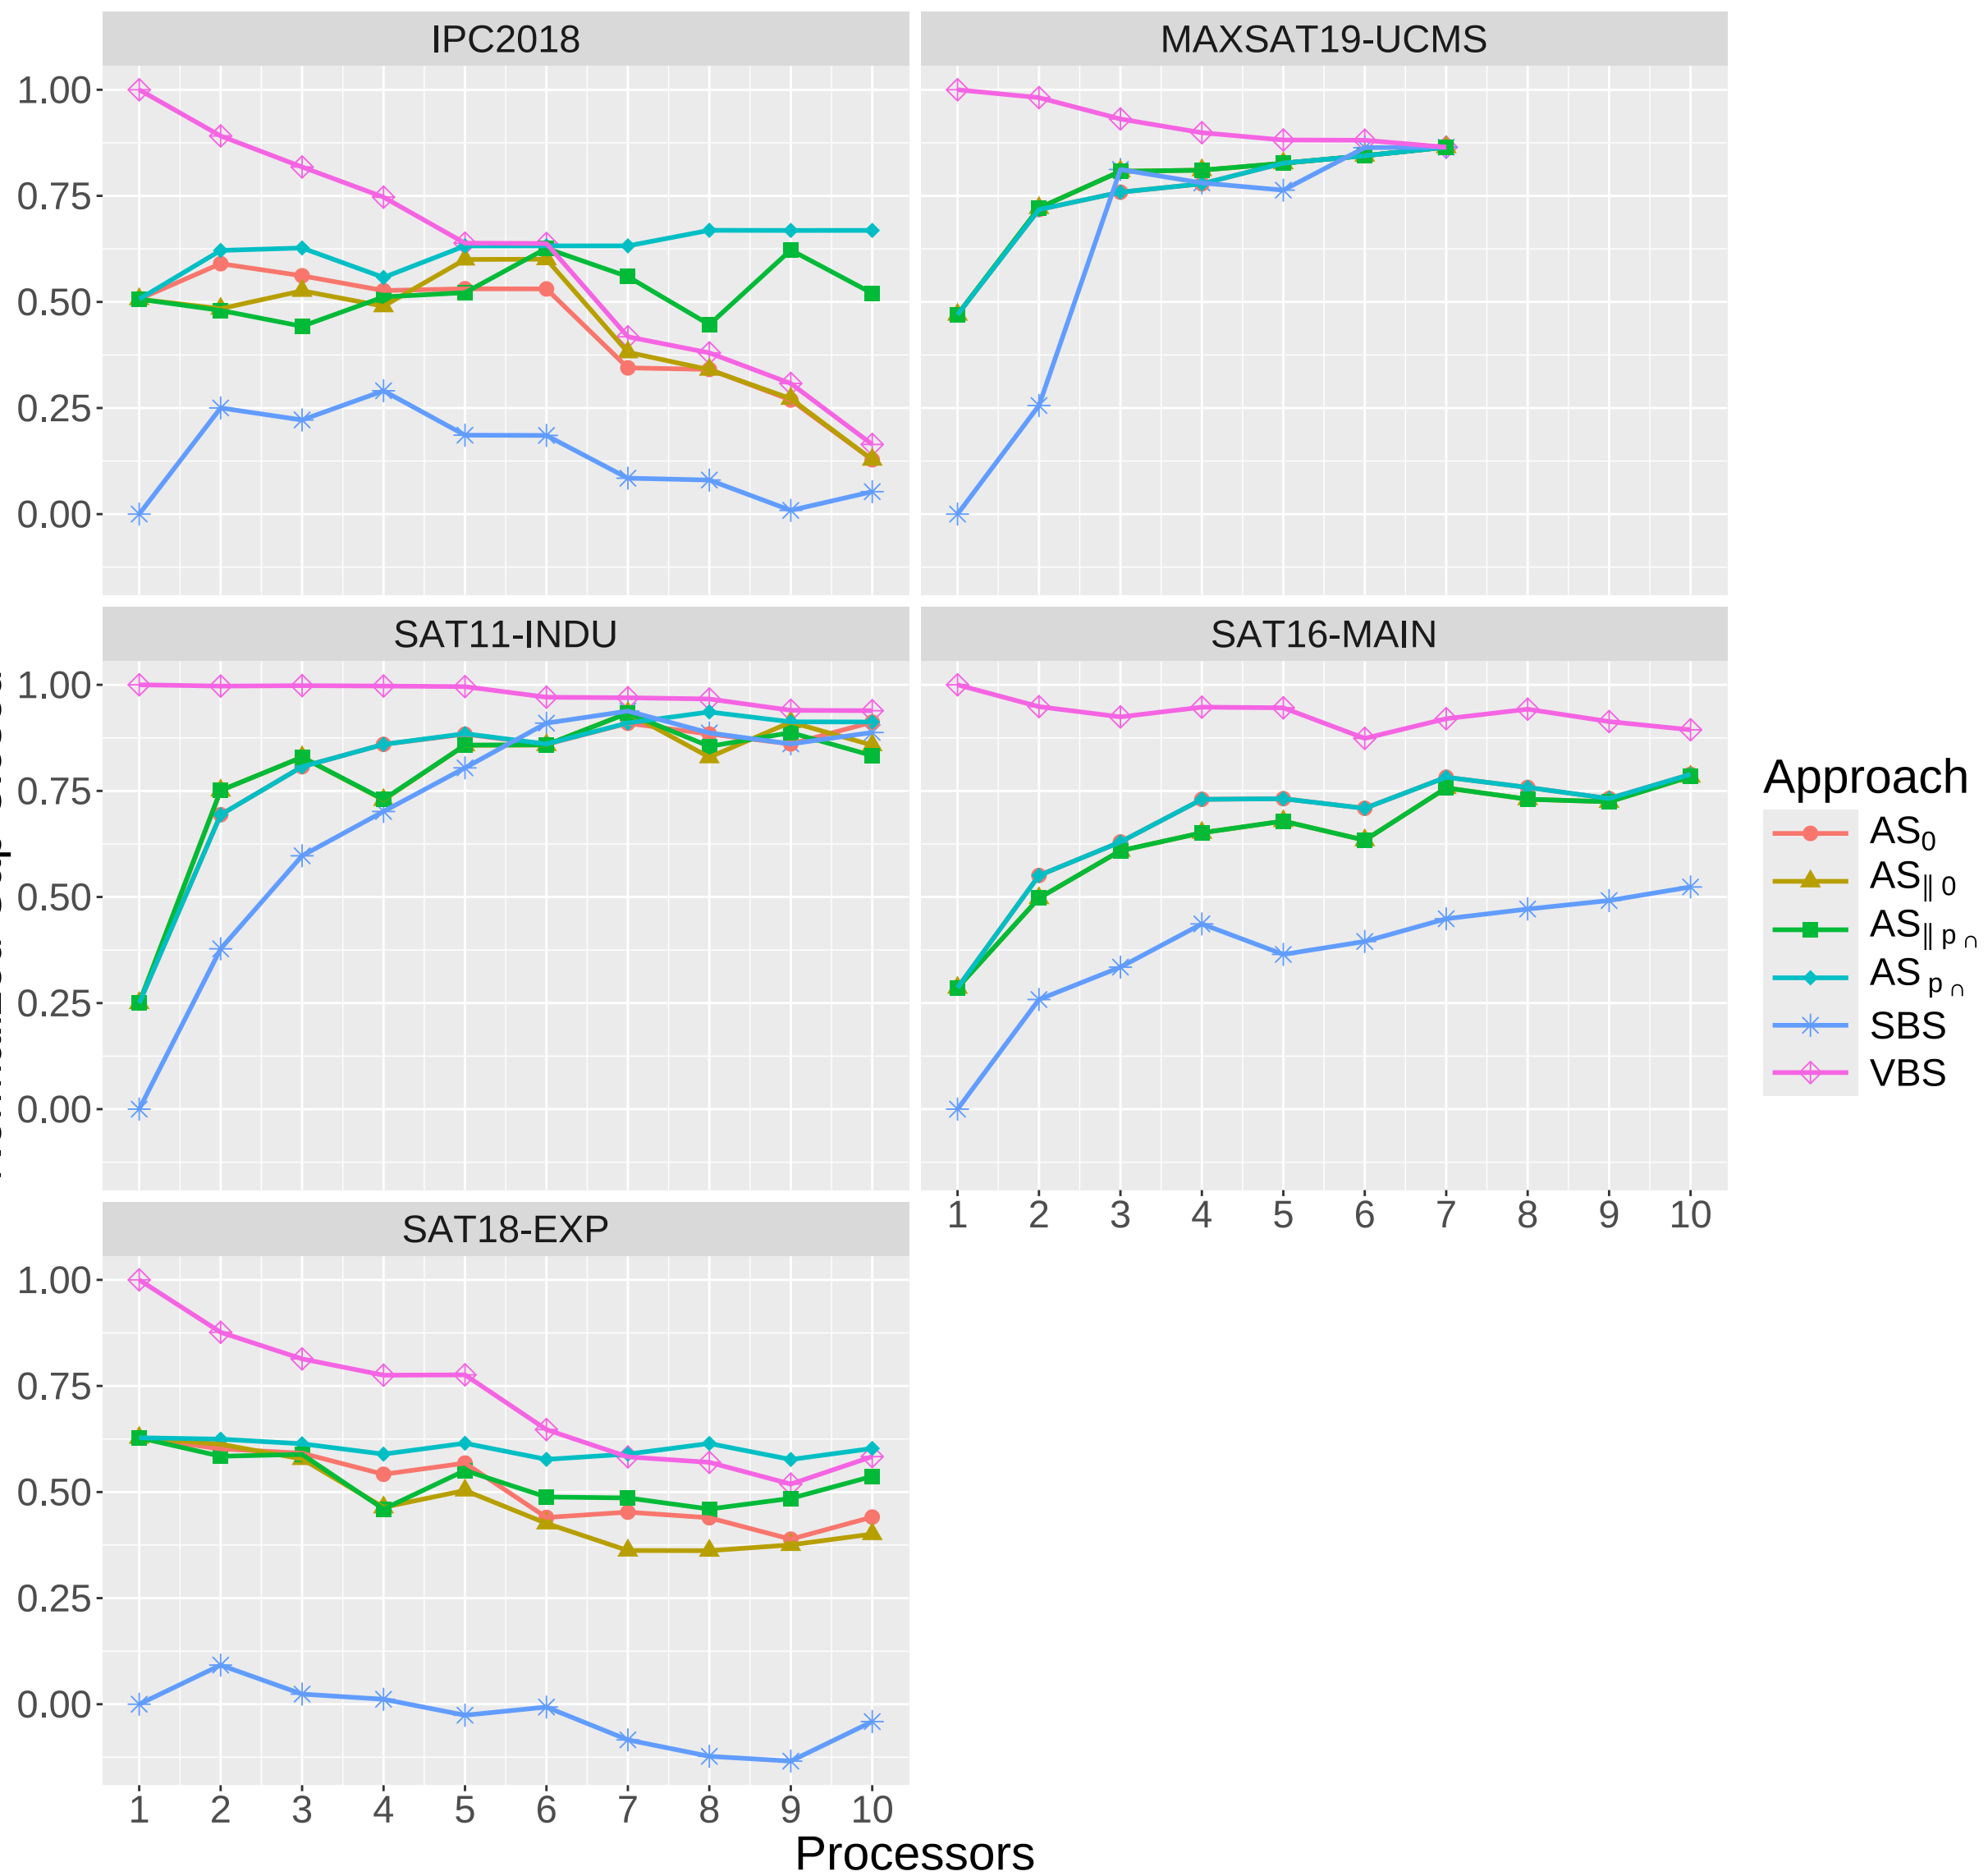 IPC2018
MAXSAT19-UCMS
1.00
0.75
0.50
0.25
0.00
SAT11-INDU
SAT16-MAIN
1.00
0.75
0.50
0.25
0.00
1 2 3 4 5 6 7 8 9 10
SAT18-EXP
1.00
0.75
0.50
0.25
0.00
1 2 3 4 5 6 7 8 9 10
Processors
Approach
AS₀
AS∥ 0
AS∥ p ∩
AS p ∩
SBS
VBS